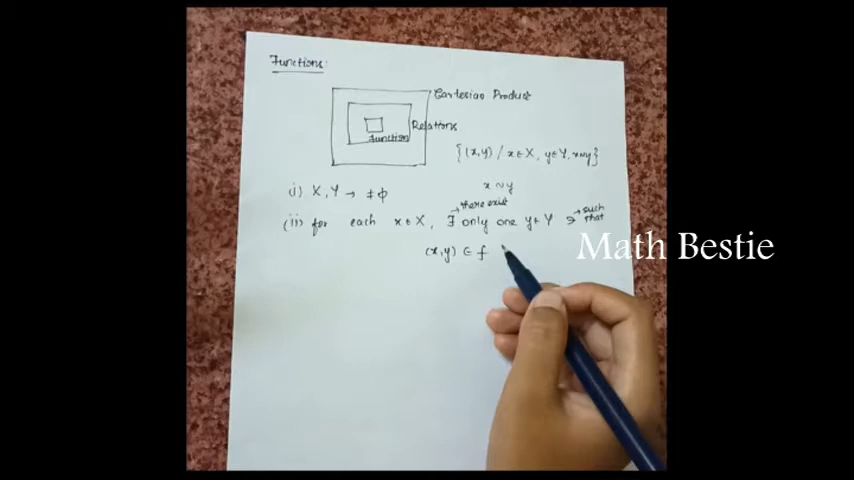 Functions:
Cartesian Product
Relations
function
{(x,y) / x∈X, y∈Y, x~y}
x ~ y
(i) X, Y → ≠ φ
there exist
such that
(ii) for each x∈X, ∃ only one y∈Y ∋
(x,y) ∈ f
Math Bestie